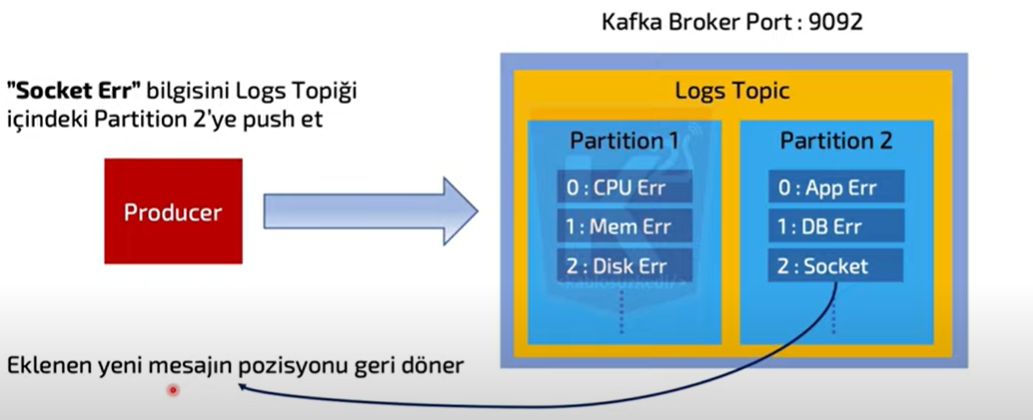 Kafka Broker Port : 9092
"Socket Err" bilgisini Logs Topiği
içindeki Partition 2'ye push et
Producer
Logs Topic
Partition 1
0 : CPU Err
1 : Mem Err
2 : Disk Err
Partition 2
0 : App Err
1 : DB Err
2 : Socket
Eklenen yeni mesajın pozisyonu geri döner